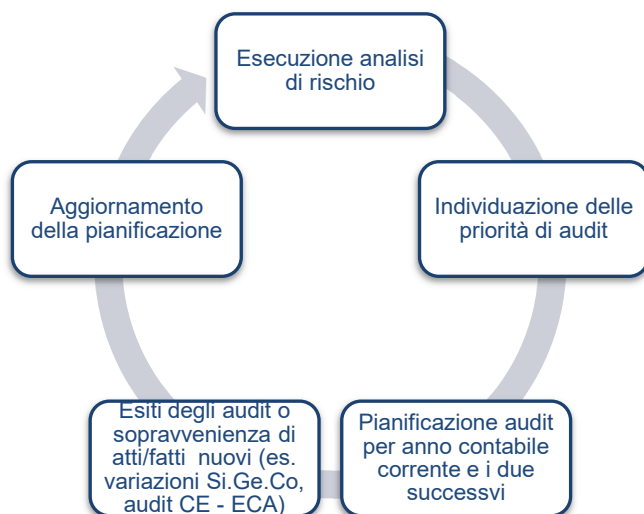 Esecuzione analisi
di rischio
Individuazione delle
priorità di audit
Pianificazione audit
per anno contabile
corrente e i due
successvi
Esiti degli audit o
sopravvenienza di
atti/fatti nuovi (es.
variazioni Si.Ge.Co,
audit CE - ECA)
Aggiornamento
della pianificazione